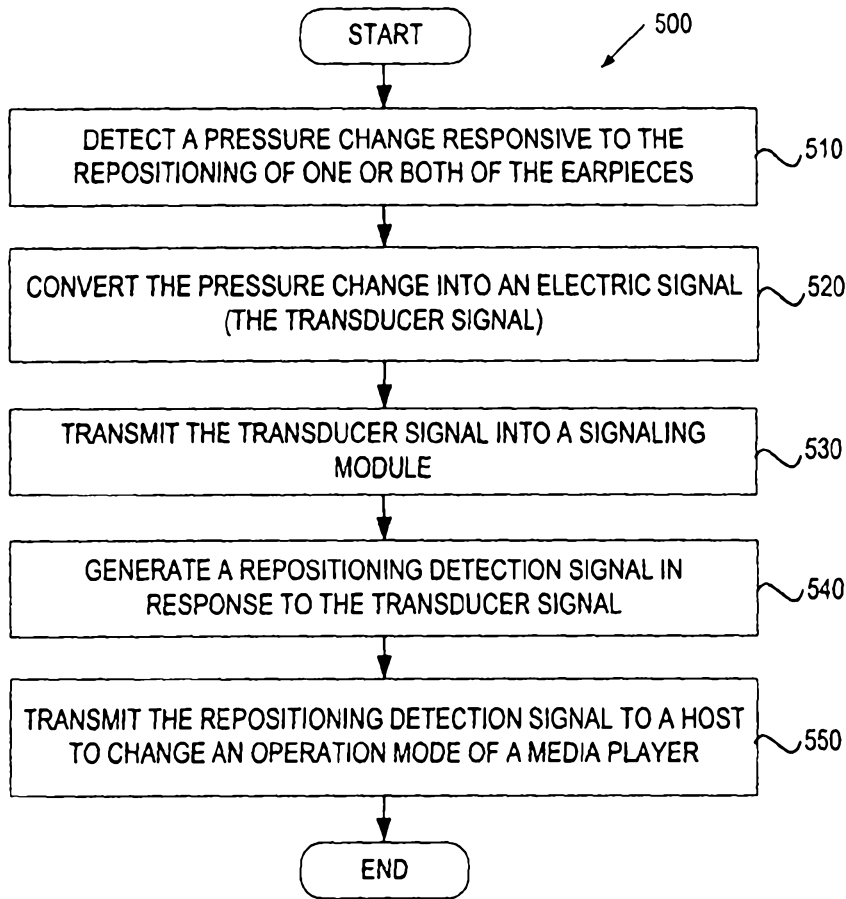 START
500
DETECT A PRESSURE CHANGE RESPONSIVE TO THE
REPOSITIONING OF ONE OR BOTH OF THE EARPIECES
510
CONVERT THE PRESSURE CHANGE INTO AN ELECTRIC SIGNAL
(THE TRANSDUCER SIGNAL)
520
TRANSMIT THE TRANSDUCER SIGNAL INTO A SIGNALING
MODULE
530
GENERATE A REPOSITIONING DETECTION SIGNAL IN
RESPONSE TO THE TRANSDUCER SIGNAL
540
TRANSMIT THE REPOSITIONING DETECTION SIGNAL TO A HOST
TO CHANGE AN OPERATION MODE OF A MEDIA PLAYER
550
END